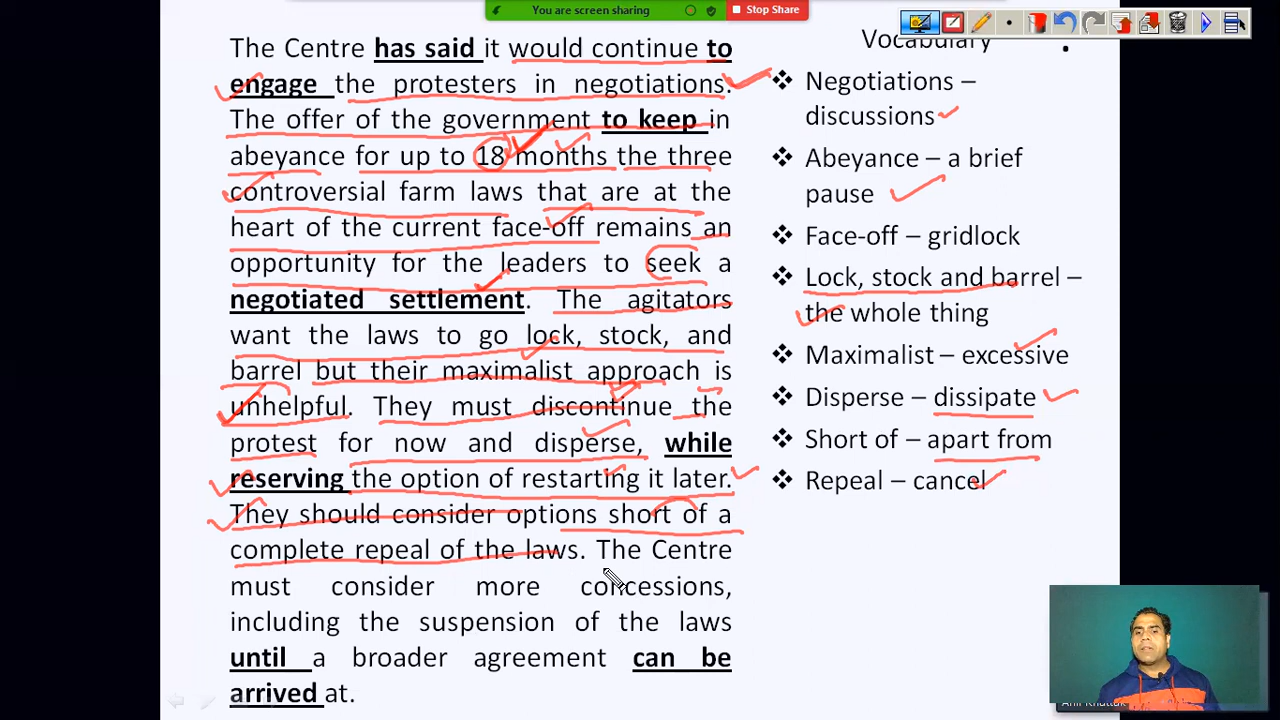 You are screen sharing
Stop Share
The Centre has said it would continue to
engage the protesters in negotiations.
The offer of the government to keep in
abeyance for up to 18 months the three
controversial farm laws that are at the
heart of the current face-off remains an
opportunity for the leaders to seek a
negotiated settlement. The agitators
want the laws to go lock, stock, and
barrel but their maximalist approach is
unhelpful. They must discontinue the
protest for now and disperse, while
reserving the option of restarting it later.
They should consider options short of a
complete repeal of the laws. The Centre
must consider more concessions,
including the suspension of the laws
until a broader agreement can be
arrived at.
Vocabulary
❖ Negotiations –
discussions
❖ Abeyance – a brief
pause
❖ Face-off – gridlock
❖ Lock, stock and barrel –
the whole thing
❖ Maximalist – excessive
❖ Disperse – dissipate
❖ Short of – apart from
❖ Repeal – cancel